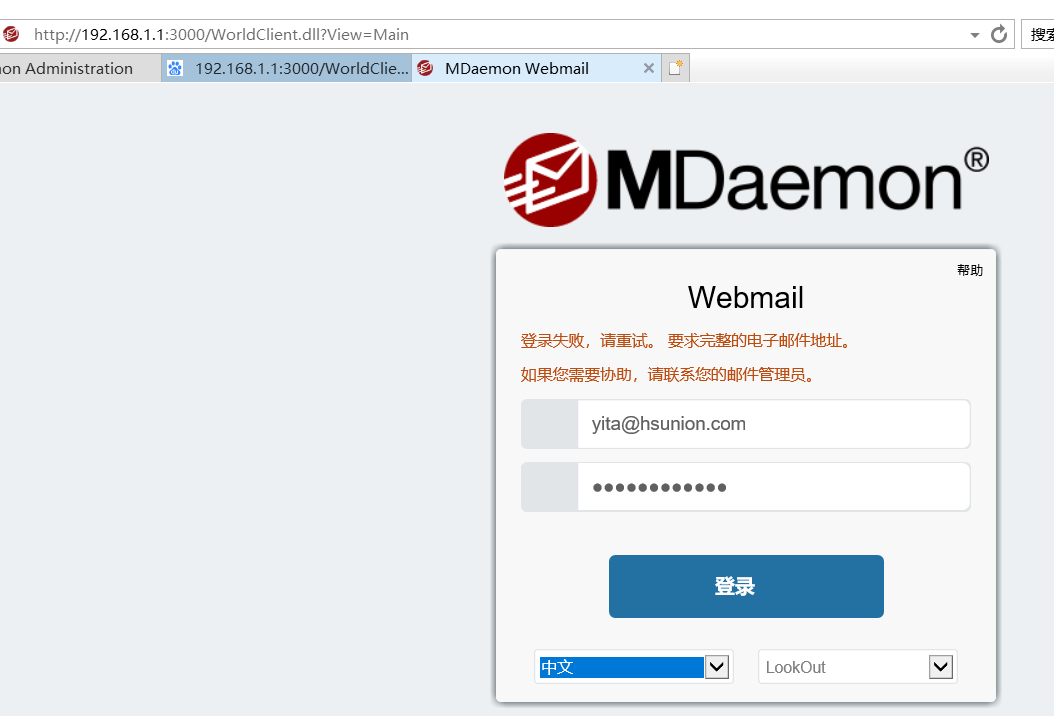 http://192.168.1.1:3000/WorldClient.dll?View=Main
搜索
on Administration
192.168.1.1:3000/WorldClie...
MDaemon Webmail
MDaemon®
帮助
Webmail
登录失败，请重试。 要求完整的电子邮件地址。
如果您需要协助，请联系您的邮件管理员。
yita@hsunion.com
●●●●●●●●●●●●
登录
中文
LookOut